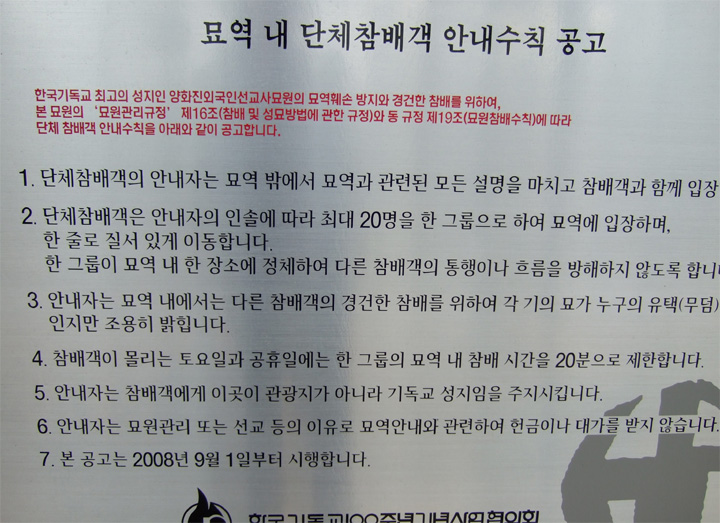 묘역 내 단체참배객 안내수칙 공고
한국기독교 최고의 성지인 양화진외국인선교사묘원의 묘역훼손 방지와 경건한 참배를 위하여,
본 묘원의 '묘원관리규정' 제16조(참배 및 성묘방법에 관한 규정)와 동 규정 제19조(묘원참배수칙)에 따라
단체 참배객 안내수칙을 아래와 같이 공고합니다.
1. 단체참배객의 안내자는 묘역 밖에서 묘역과 관련된 모든 설명을 마치고 참배객과 함께 입장
2. 단체참배객은 안내자의 인솔에 따라 최대 20명을 한 그룹으로 하여 묘역에 입장하며,
한 줄로 질서 있게 이동합니다.
한 그룹이 묘역 내 한 장소에 정체하여 다른 참배객의 통행이나 흐름을 방해하지 않도록 합니
3. 안내자는 묘역 내에서는 다른 참배객의 경건한 참배를 위하여 각 기의 묘가 누구의 유택(무덤)
인지만 조용히 밝힙니다.
4. 참배객이 몰리는 토요일과 공휴일에는 한 그룹의 묘역 내 참배 시간을 20분으로 제한합니다.
5. 안내자는 참배객에게 이곳이 관광지가 아니라 기독교 성지임을 주지시킵니다.
6. 안내자는 묘원관리 또는 선교 등의 이유로 묘역안내와 관련하여 헌금이나 대가를 받지 않습니다.
7. 본 공고는 2008년 9월 1일부터 시행합니다.
한국기독교100주년기념사업협의회